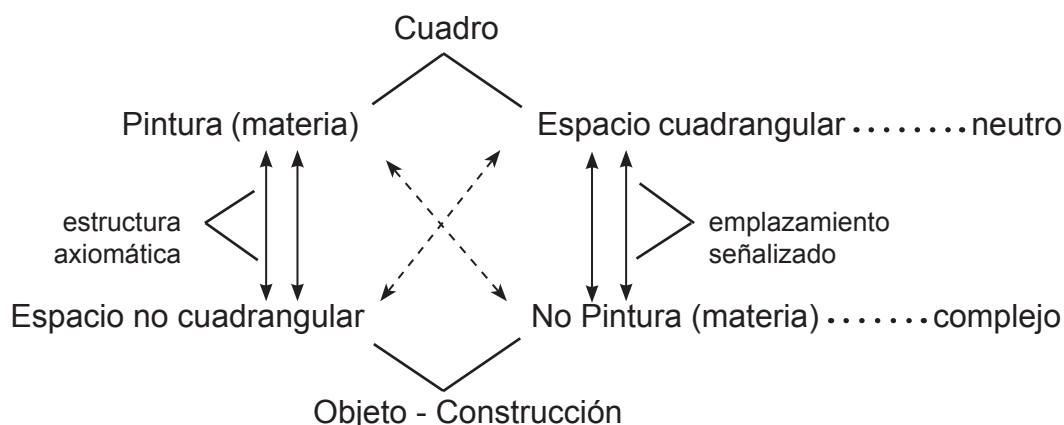 Cuadro
Pintura (materia)
Espacio cuadrangular ........ neutro
estructura
axiomática
emplazamiento
señalizado
Espacio no cuadrangular
No Pintura (materia) ....... complejo
Objeto - Construcción